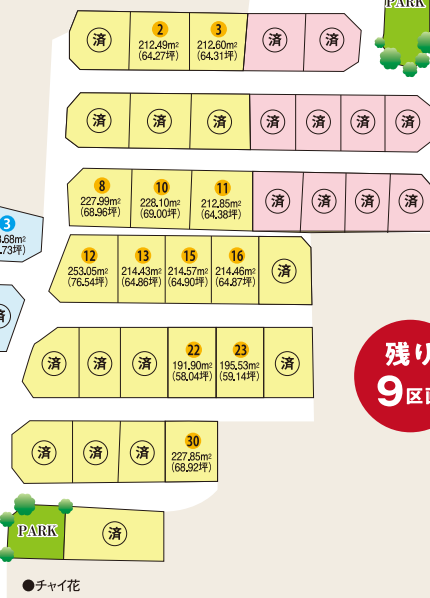 PARK
済 2 3 済 済
212.49m² 212.60m²
(64.27坪) (64.31坪)
済 済 済 済 済 済 済
8 10 11 済 済 済 済
227.99m² 228.10m² 212.85m²
(68.96坪) (69.00坪) (64.38坪)
3
.68m²
.73坪)
12 13 15 16 済
253.05m² 214.43m² 214.57m² 214.46m²
(76.54坪) (64.86坪) (64.90坪) (64.87坪)
済
済 済 済 22 23 済
191.90m² 195.53m²
(58.04坪) (59.14坪)
残り
9区画
済 済 済 30
227.85m²
(68.92坪)
PARK 済
●チャイ花